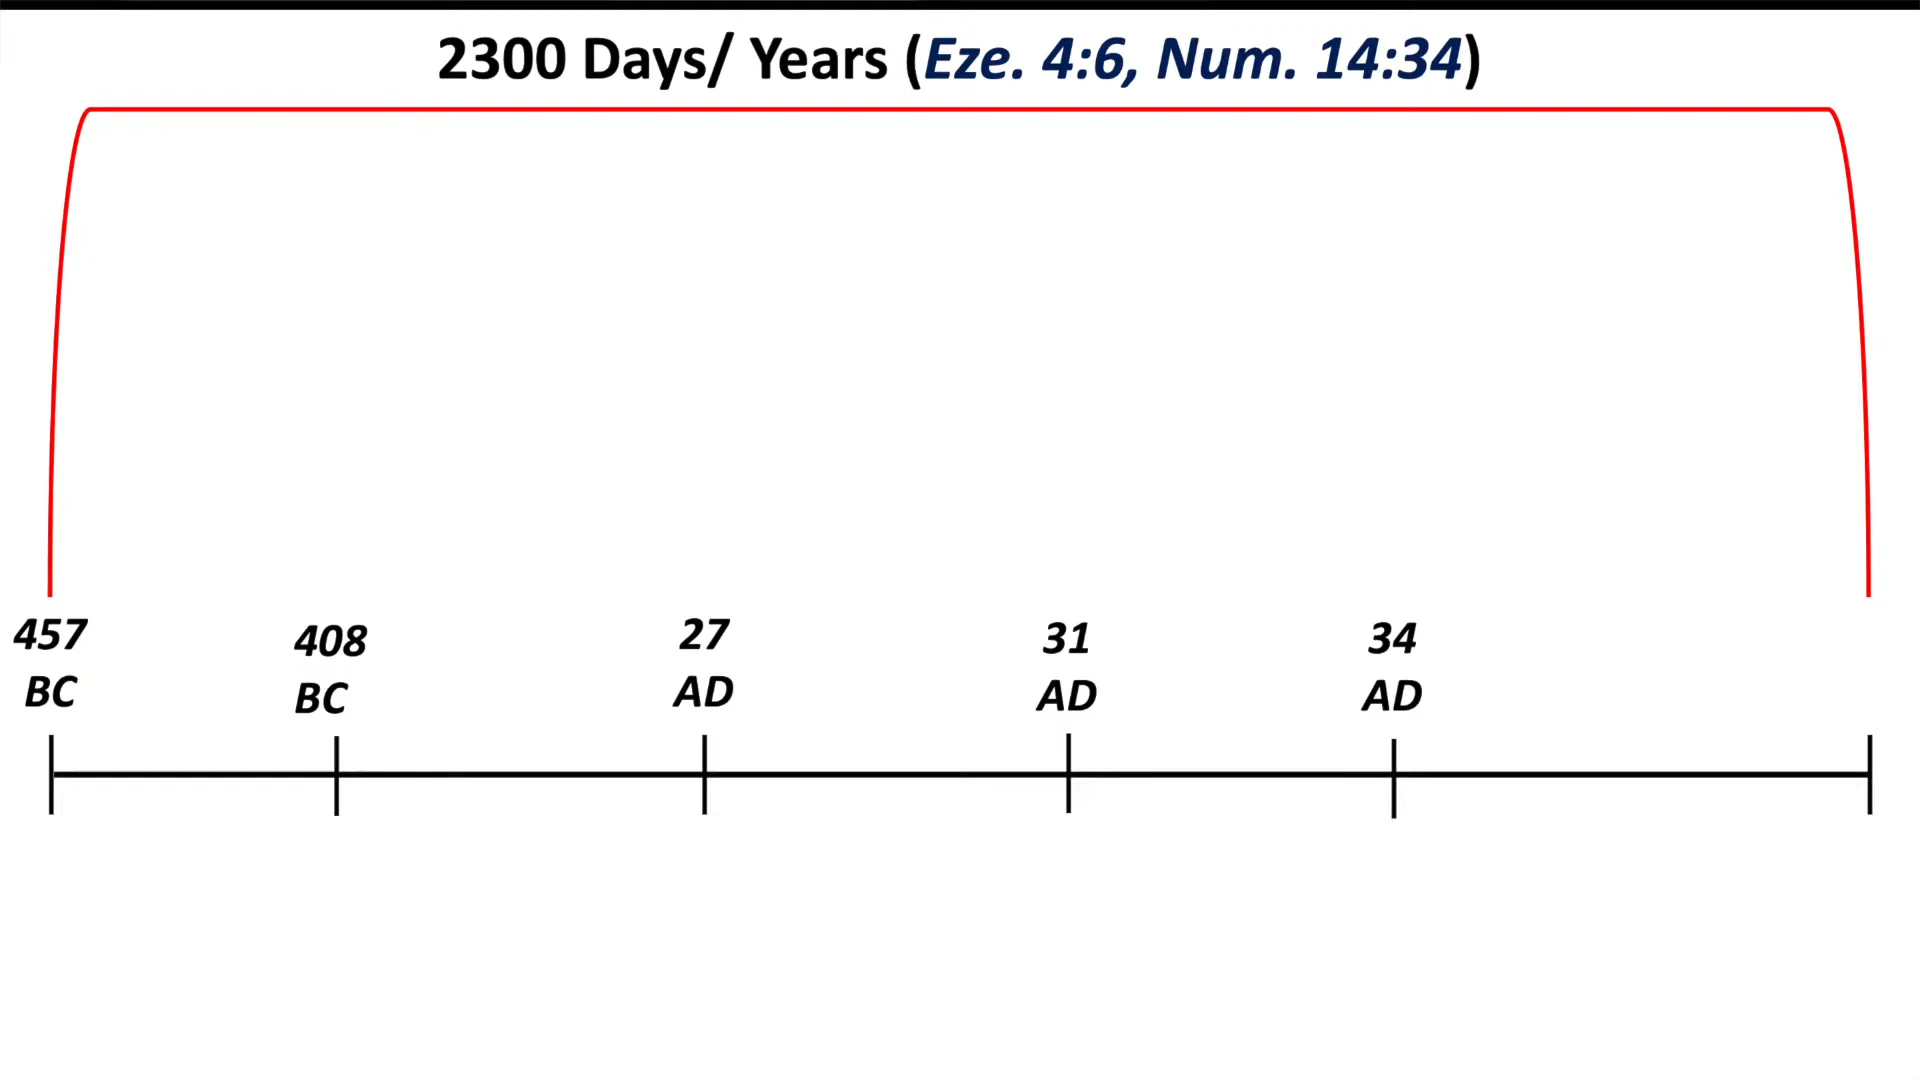 2300 Days/ Years (Eze. 4:6, Num. 14:34)
457
BC
408
BC
27
AD
31
AD
34
AD